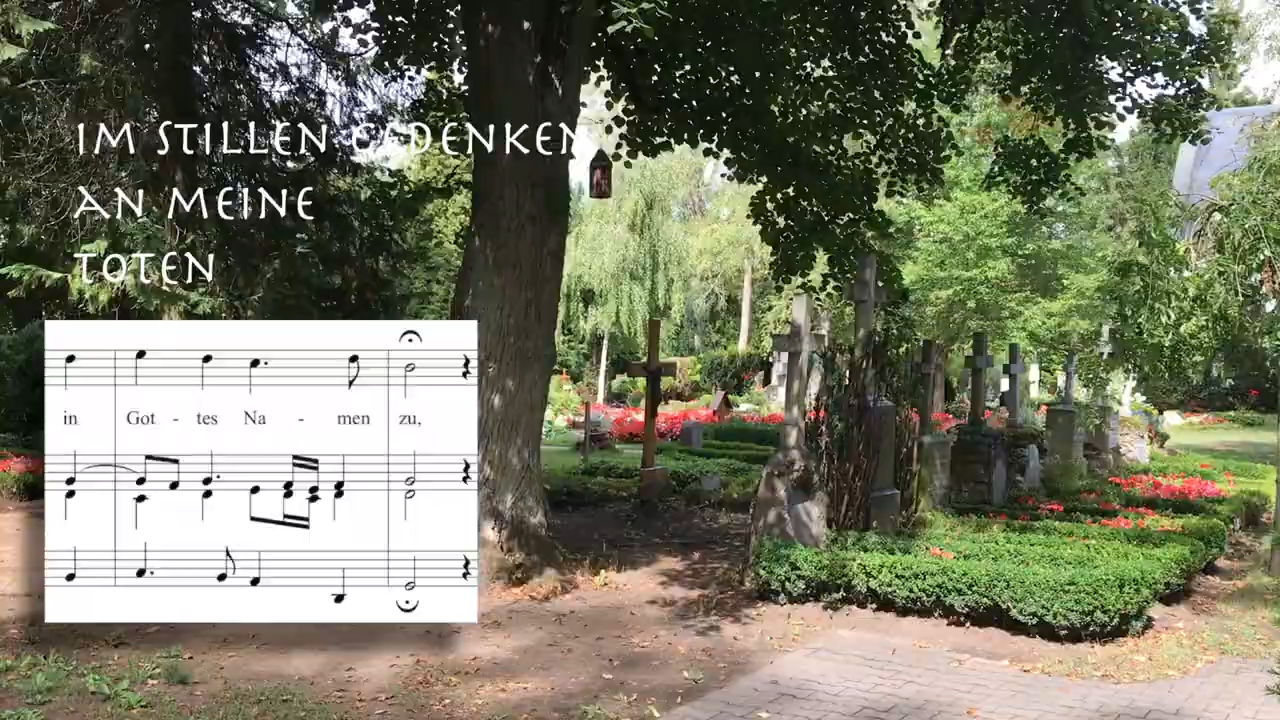 IM STILLEN GEDENKEN
AN MEINE
TOTEN
in Got - tes Na - men zu,